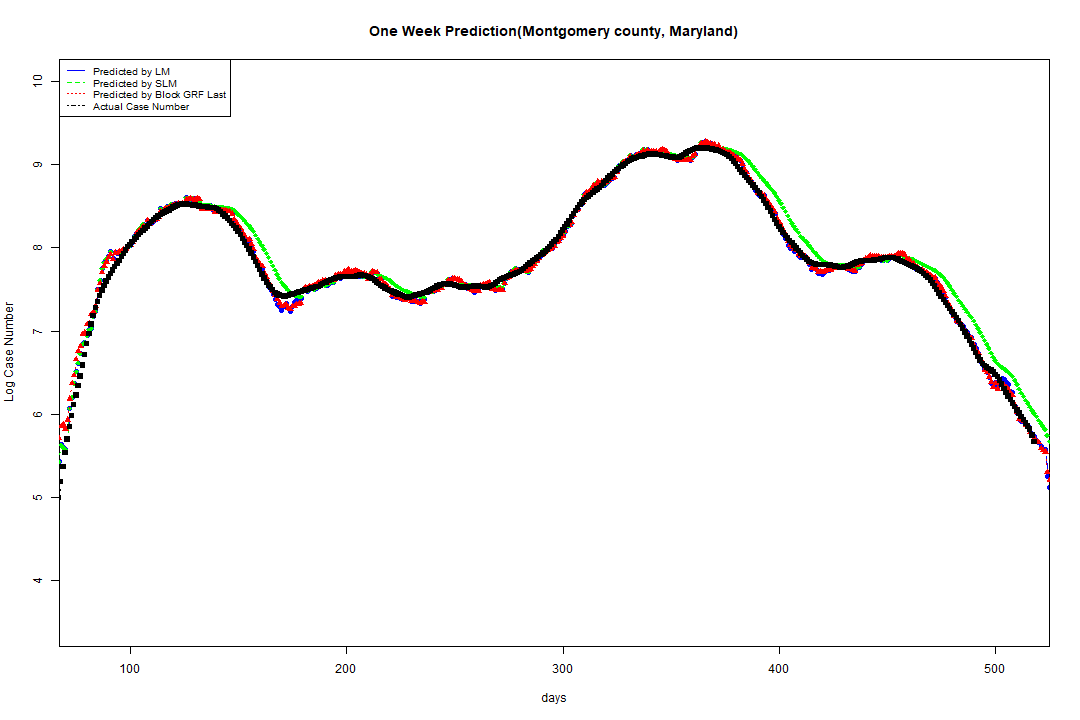 One Week Prediction(Montgomery county, Maryland)
Predicted by LM
Predicted by SLM
Predicted by Block GRF Last
Actual Case Number
10
9
8
7
6
5
4
Log Case Number
100 200 300 400 500
days